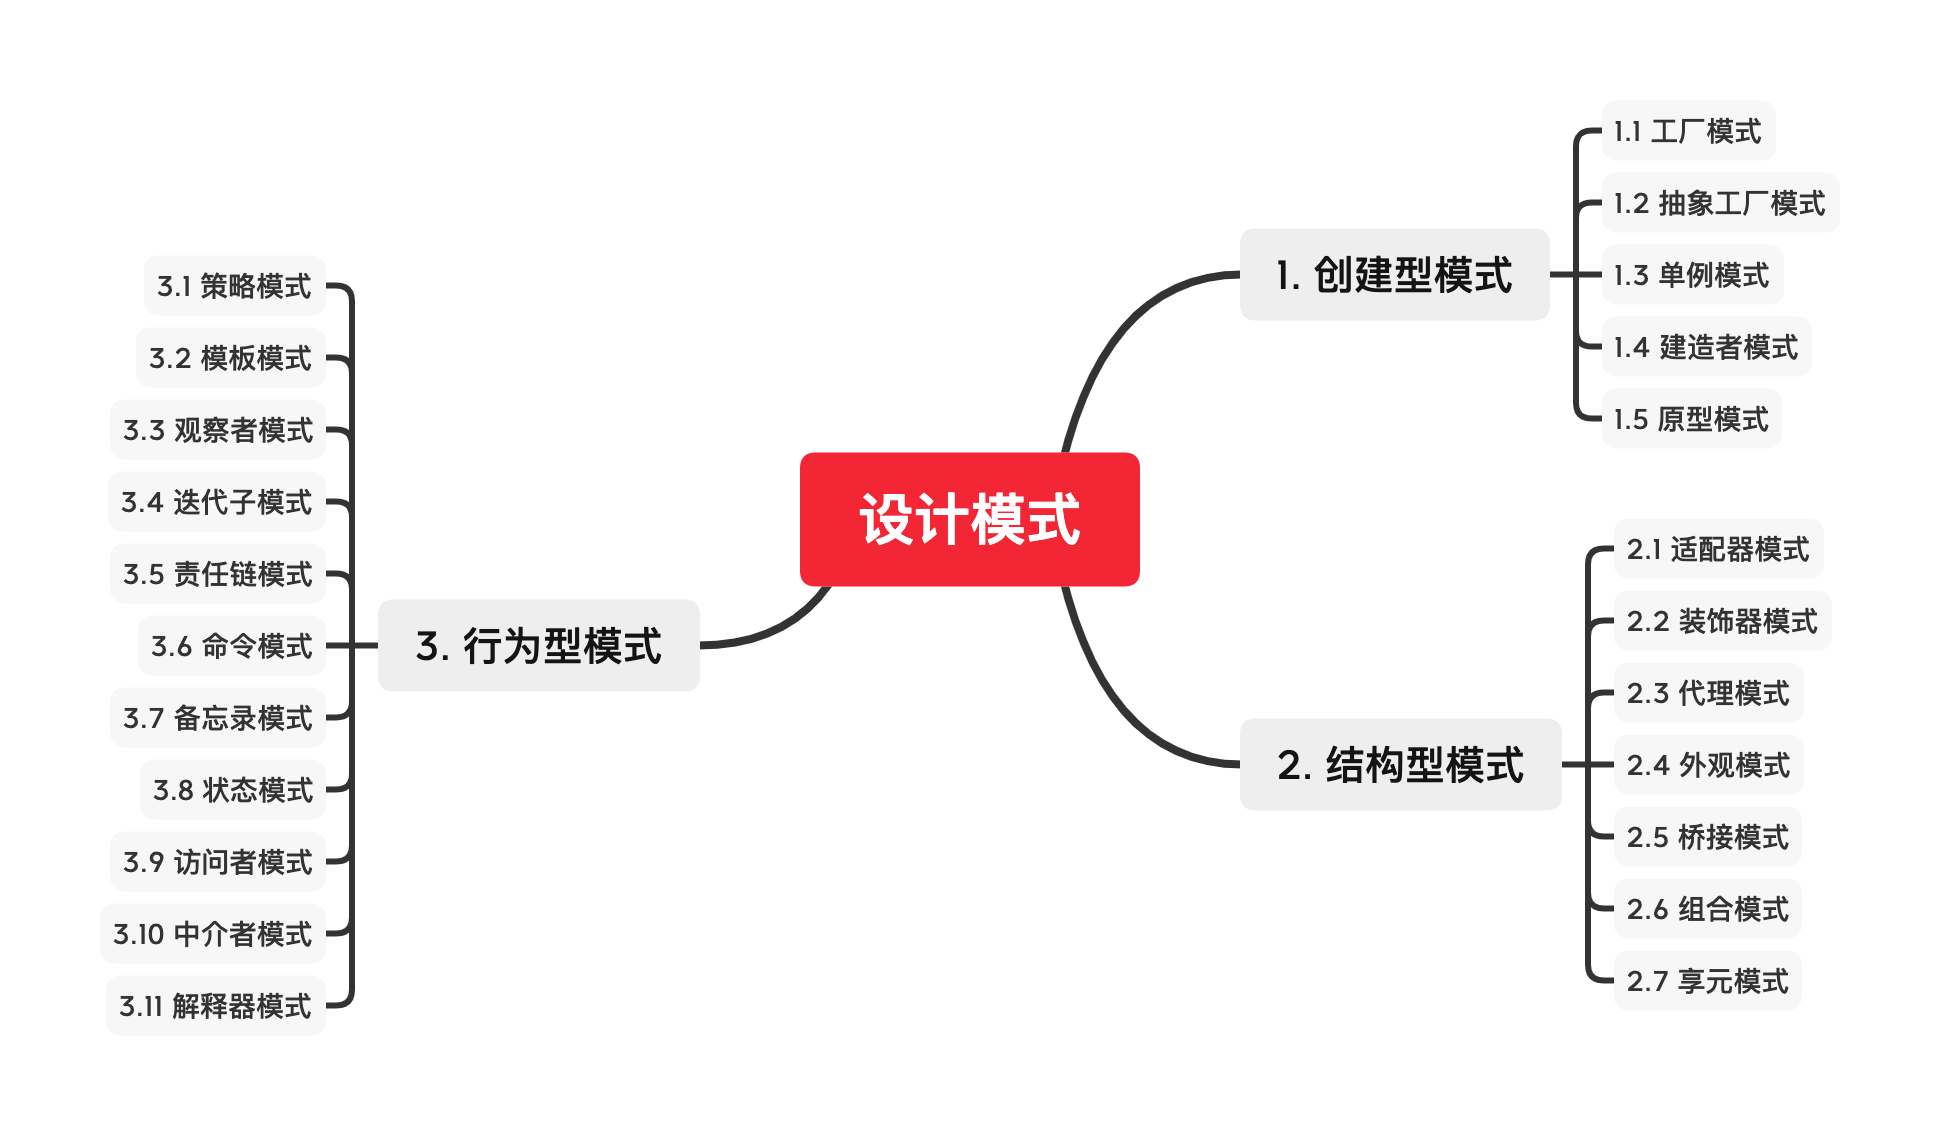 设计模式
1. 创建型模式
1.1 工厂模式
1.2 抽象工厂模式
1.3 单例模式
1.4 建造者模式
1.5 原型模式
2. 结构型模式
2.1 适配器模式
2.2 装饰器模式
2.3 代理模式
2.4 外观模式
2.5 桥接模式
2.6 组合模式
2.7 享元模式
3. 行为型模式
3.1 策略模式
3.2 模板模式
3.3 观察者模式
3.4 迭代子模式
3.5 责任链模式
3.6 命令模式
3.7 备忘录模式
3.8 状态模式
3.9 访问者模式
3.10 中介者模式
3.11 解释器模式